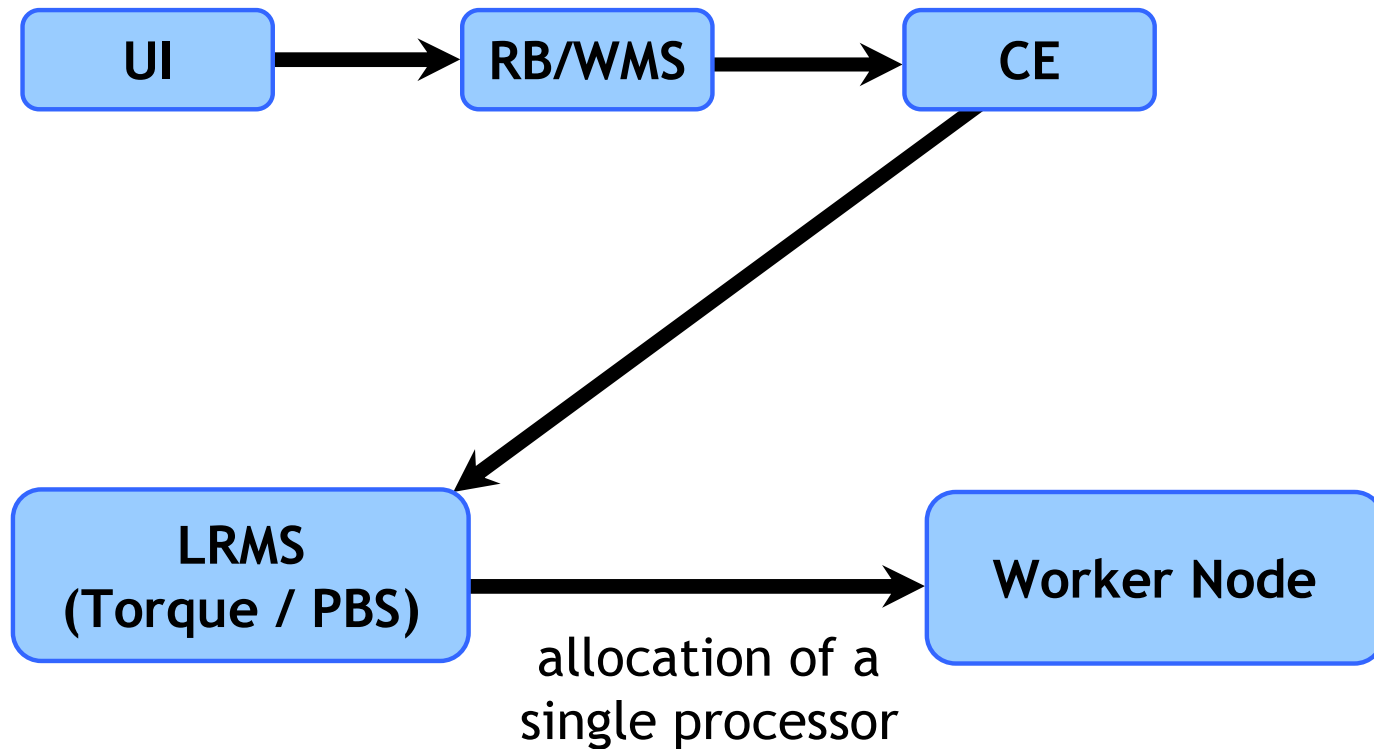 UI
RB/WMS
CE
LRMS
(Torque / PBS)
Worker Node
allocation of a
single processor